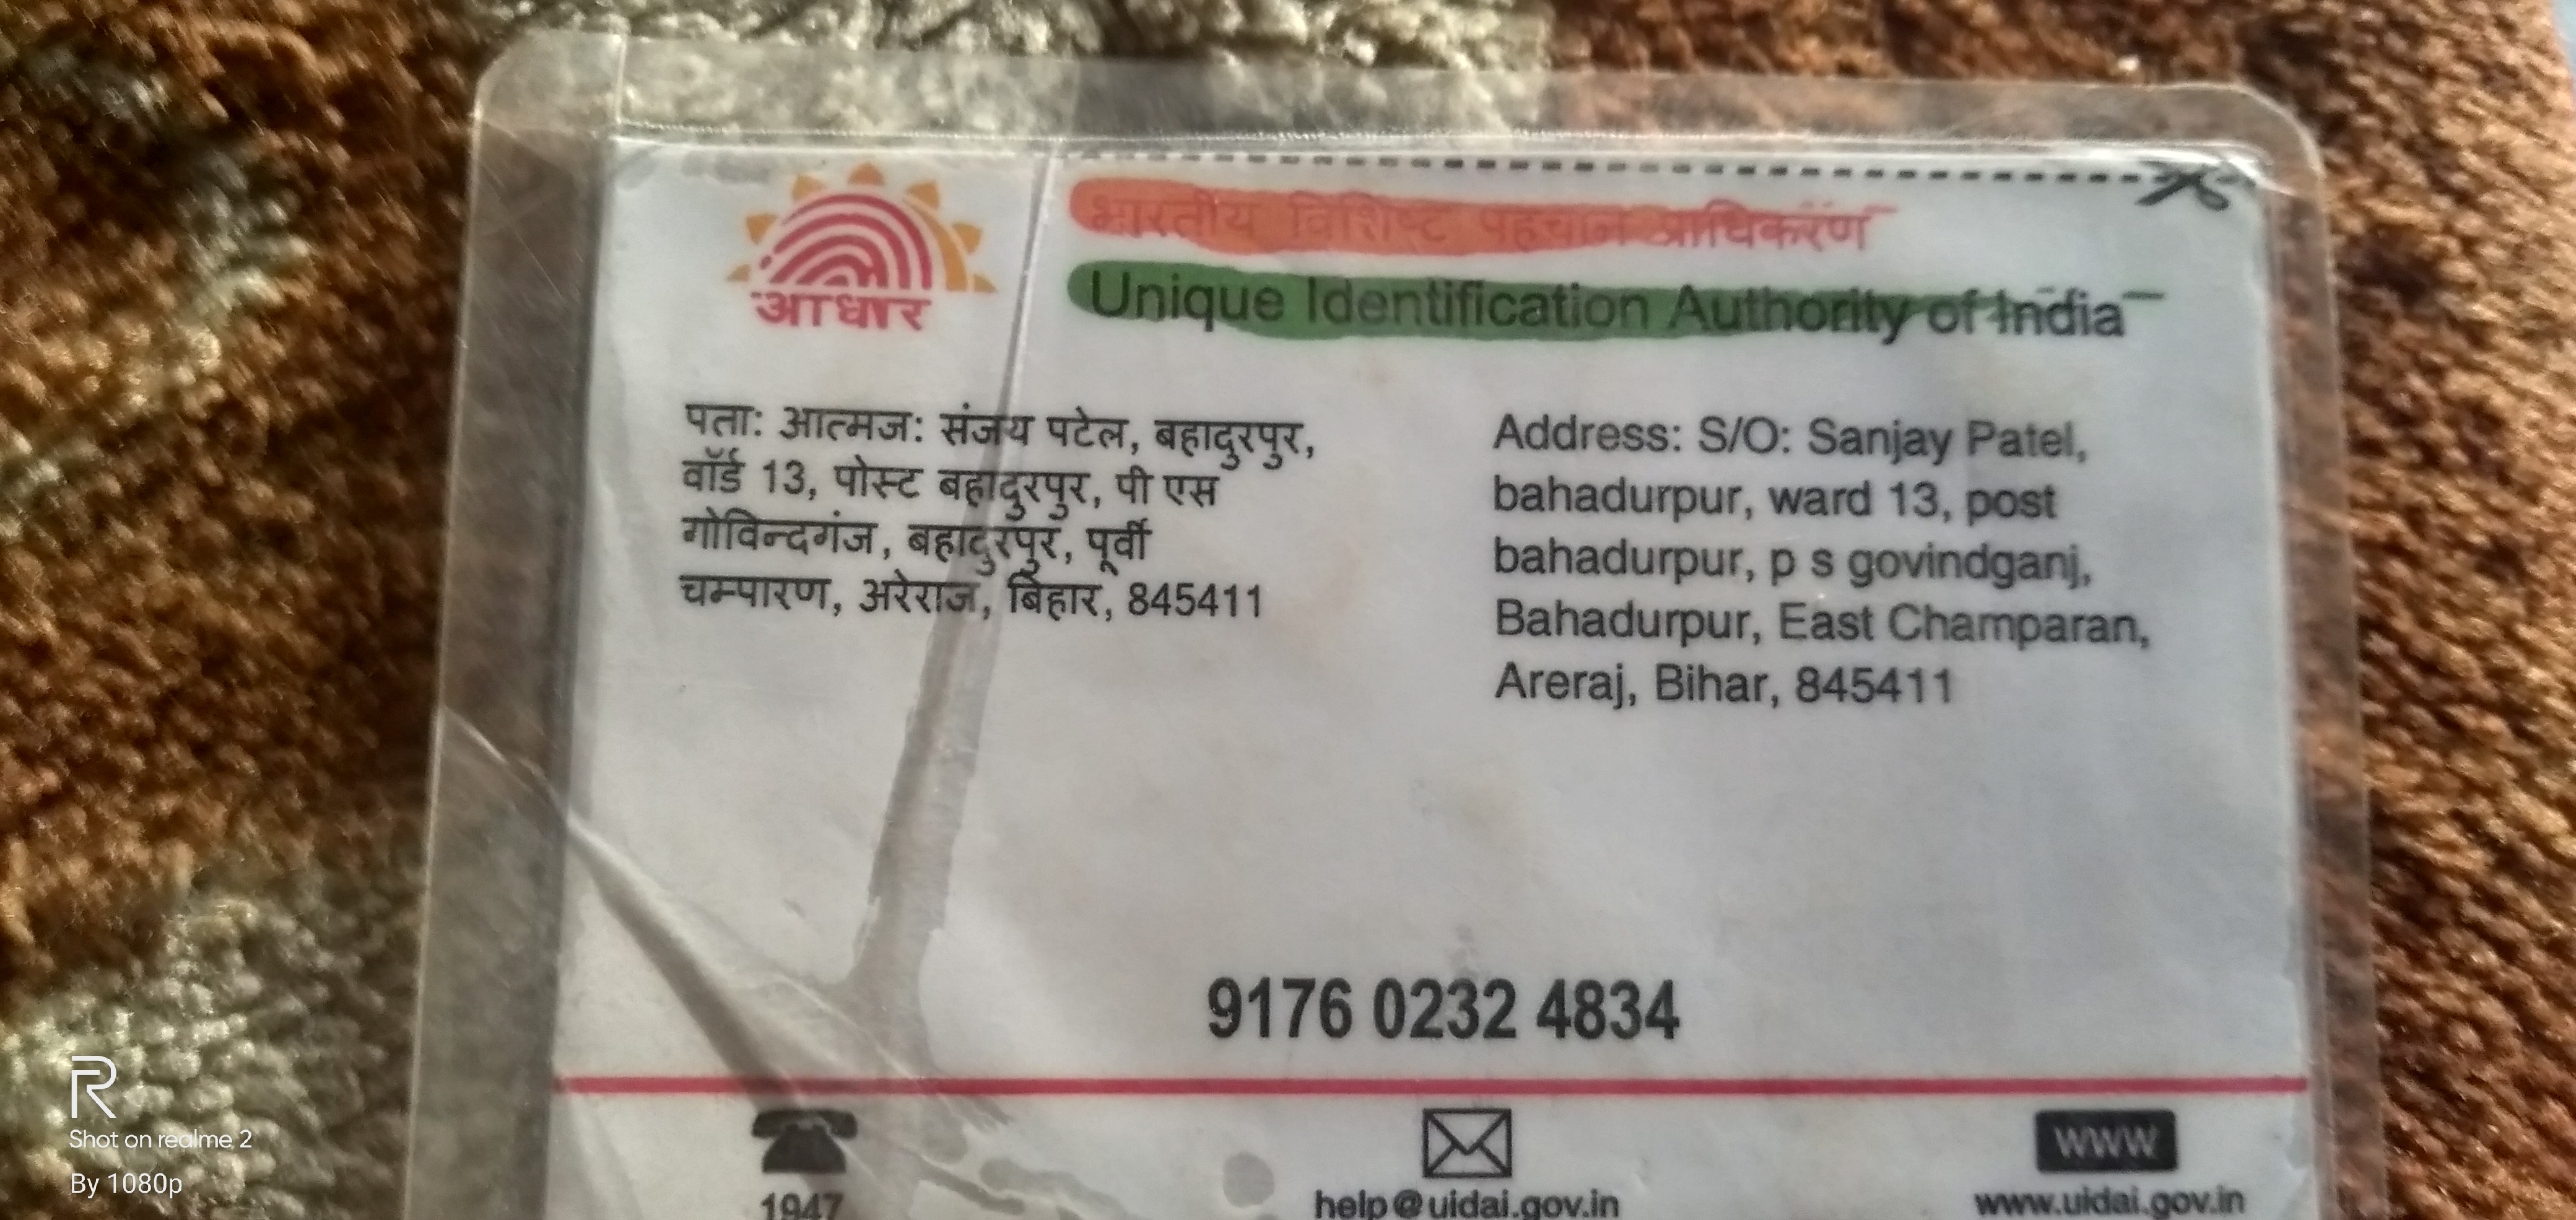 आधार
भारतीय विशिष्ट पहचान प्राधिकरण
Unique Identification Authority of India
पता: आत्मज: संजय पटेल, बहादुरपुर,
वॉर्ड 13, पोस्ट बहादुरपुर, पी एस
गोविन्दगंज, बहादुरपुर, पूर्वी
चम्पारण, अरेराज, बिहार, 845411
Address: S/O: Sanjay Patel,
bahadurpur, ward 13, post
bahadurpur, p s govindganj,
Bahadurpur, East Champaran,
Areraj, Bihar, 845411
9176 0232 4834
www
1947
help@uidai.gov.in
www.uidai.gov.in
R
Shot on realme 2
By 1080p